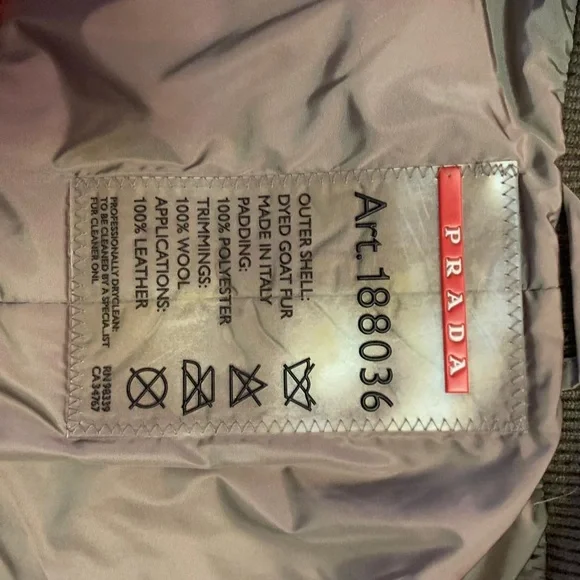 PRADA
Art.188036
OUTER SHELL:
DYED GOAT FUR
MADE IN ITALY
PADDING:
100% POLYESTER
TRIMMINGS:
100% WOOL
APPLICATIONS:
100% LEATHER
PROFESSIONALLY DRYCLEAN:
TO BE CLEANED BY A SPECIALIST
FUR CLEANER ONL
RN 98339
CA 34767